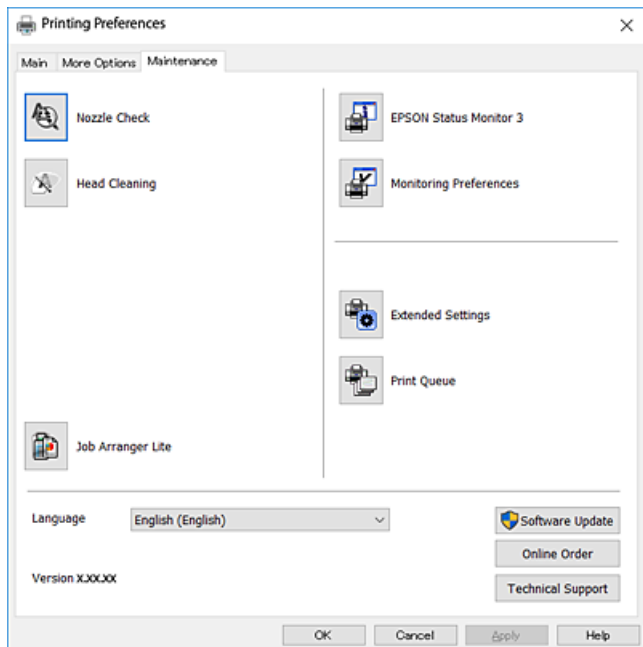 Printing Preferences
Main More Options Maintenance
Nozzle Check
Head Cleaning
Job Arranger Lite
EPSON Status Monitor 3
Monitoring Preferences
Extended Settings
Print Queue
Language English (English)
Version X.XX.XX
Software Update
Online Order
Technical Support
OK Cancel Apply Help